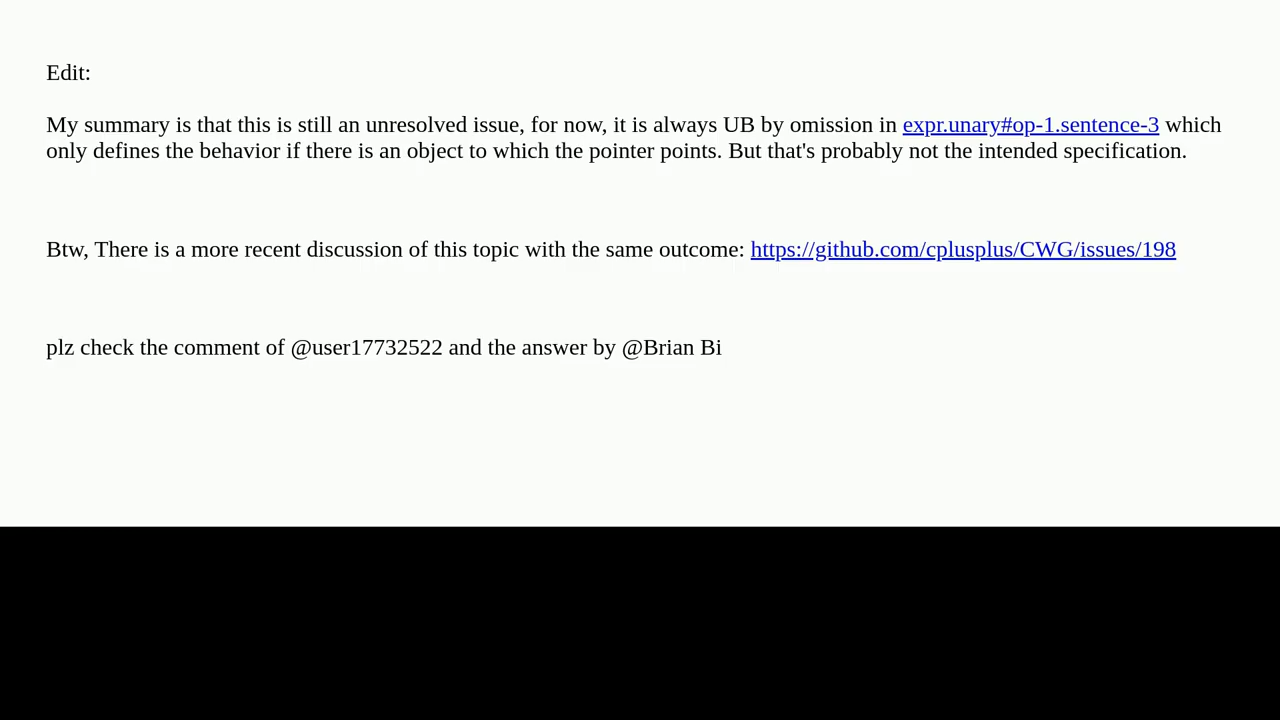 Edit:
My summary is that this is still an unresolved issue, for now, it is always UB by omission in expr.unary#op-1.sentence-3 which
only defines the behavior if there is an object to which the pointer points. But that's probably not the intended specification.
Btw, There is a more recent discussion of this topic with the same outcome: https://github.com/cplusplus/CWG/issues/198
plz check the comment of @user17732522 and the answer by @Brian Bi